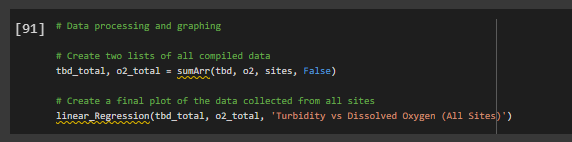 [91] # Data processing and graphing
# Create two lists of all compiled data
tbd_total, o2_total = sumArr(tbd, o2, sites, False)
# Create a final plot of the data collected from all sites
linear_Regression(tbd_total, o2_total, 'Turbidity vs Dissolved Oxygen (All Sites)')